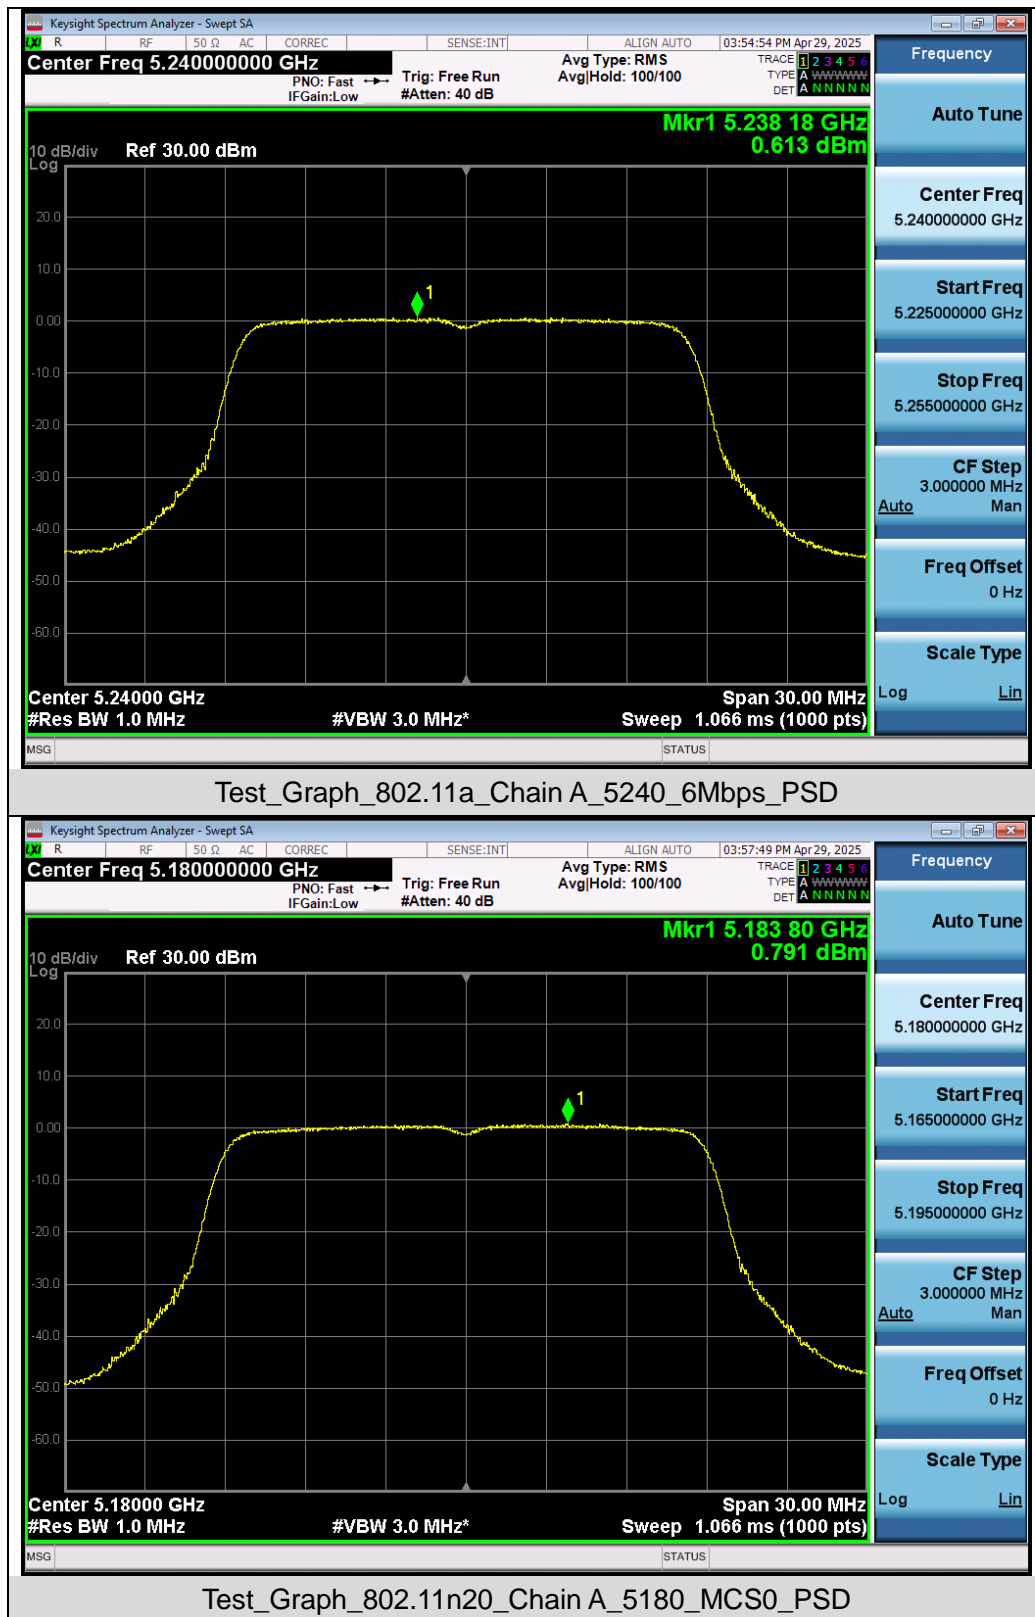 Keysight Spectrum Analyzer - Swept SA
LXI R RF 50 Ω AC CORREC SENSE:INT ALIGN AUTO 03:54:54 PM Apr 29, 2025
Center Freq 5.240000000 GHz
PNO: Fast
IFGain:Low
Trig: Free Run
#Atten: 40 dB
Avg Type: RMS
Avg|Hold: 100/100
TRACE 1 2 3 4 5 6
TYPE A WWWWW
DET A N N N N N
Frequency
Mkr1 5.238 18 GHz
0.613 dBm
10 dB/div Ref 30.00 dBm
Log
20.0
10.0
1
0.00
-10.0
-20.0
-30.0
-40.0
-50.0
-60.0
Center 5.24000 GHz Span 30.00 MHz
#Res BW 1.0 MHz #VBW 3.0 MHz* Sweep 1.066 ms (1000 pts)
Auto Tune
Center Freq
5.240000000 GHz
Start Freq
5.225000000 GHz
Stop Freq
5.255000000 GHz
CF Step
3.000000 MHz
Auto Man
Freq Offset
0 Hz
Scale Type
Log Lin
MSG STATUS
Test_Graph_802.11a_Chain A_5240_6Mbps_PSD
Keysight Spectrum Analyzer - Swept SA
LXI R RF 50 Ω AC CORREC SENSE:INT ALIGN AUTO 03:57:49 PM Apr 29, 2025
Center Freq 5.180000000 GHz
PNO: Fast
IFGain:Low
Trig: Free Run
#Atten: 40 dB
Avg Type: RMS
Avg|Hold: 100/100
TRACE 1 2 3 4 5 6
TYPE A WWWWW
DET A N N N N N
Frequency
Mkr1 5.183 80 GHz
0.791 dBm
10 dB/div Ref 30.00 dBm
Log
20.0
10.0
1
0.00
-10.0
-20.0
-30.0
-40.0
-50.0
-60.0
Center 5.18000 GHz Span 30.00 MHz
#Res BW 1.0 MHz #VBW 3.0 MHz* Sweep 1.066 ms (1000 pts)
Auto Tune
Center Freq
5.180000000 GHz
Start Freq
5.165000000 GHz
Stop Freq
5.195000000 GHz
CF Step
3.000000 MHz
Auto Man
Freq Offset
0 Hz
Scale Type
Log Lin
MSG STATUS
Test_Graph_802.11n20_Chain A_5180_MCS0_PSD